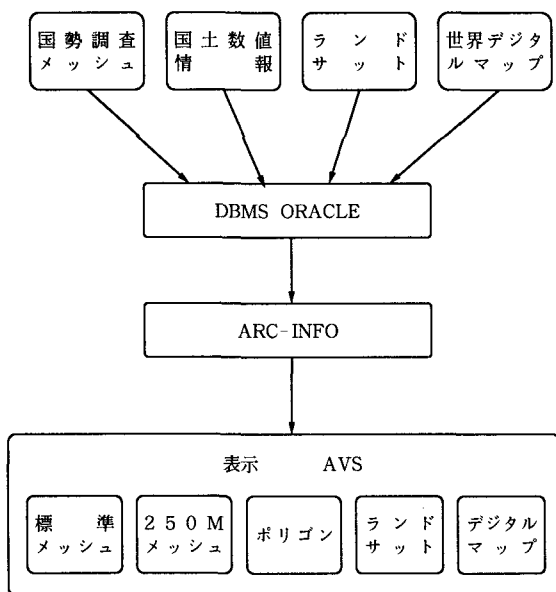 国勢調査
メッシュ
国土数値
情報
ランド
サット
世界デジタ
ルマップ
DBMS ORACLE
ARC-INFO
表示 AVS
標準
メッシュ
250M
メッシュ
ポリゴン
ランド
サット
デジタル
マップ